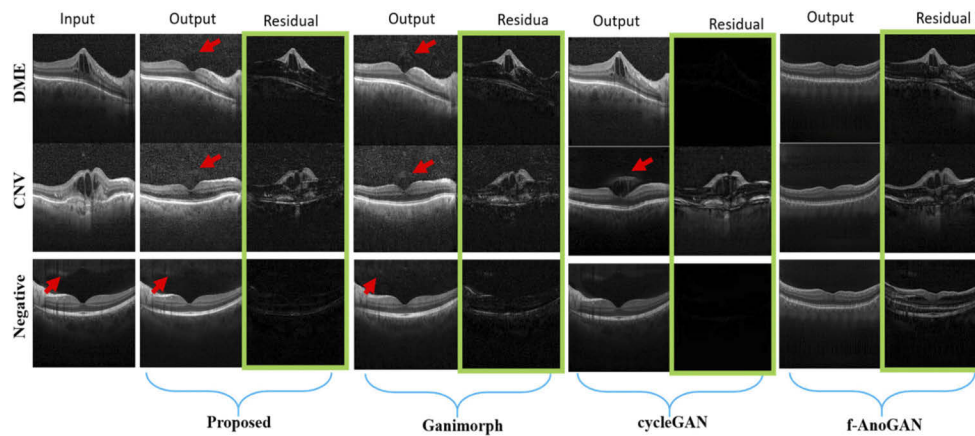 Input Output Residual Output Residua Output Residual Output Residual
DME
CNV
Negative
Proposed Ganimorph cycleGAN f-AnoGAN